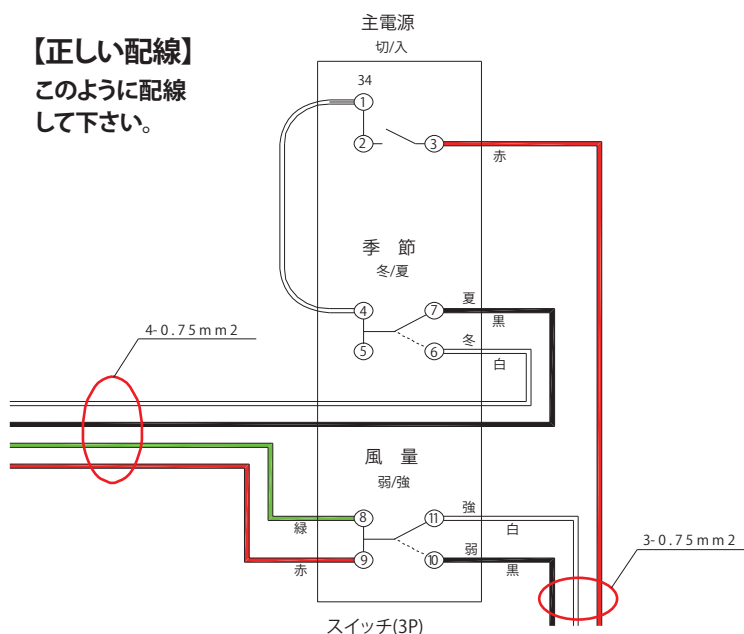 【正しい配線】
このように配線
して下さい。
主電源
切/入
34
①
②
③
赤
季 節
冬/夏
④
⑦
夏
黒
⑤
⑥
冬
白
4-0.75mm2
風 量
弱/強
⑧
⑪
強
白
緑
⑨
⑩
弱
黒
赤
3-0.75mm2
スイッチ(3P)